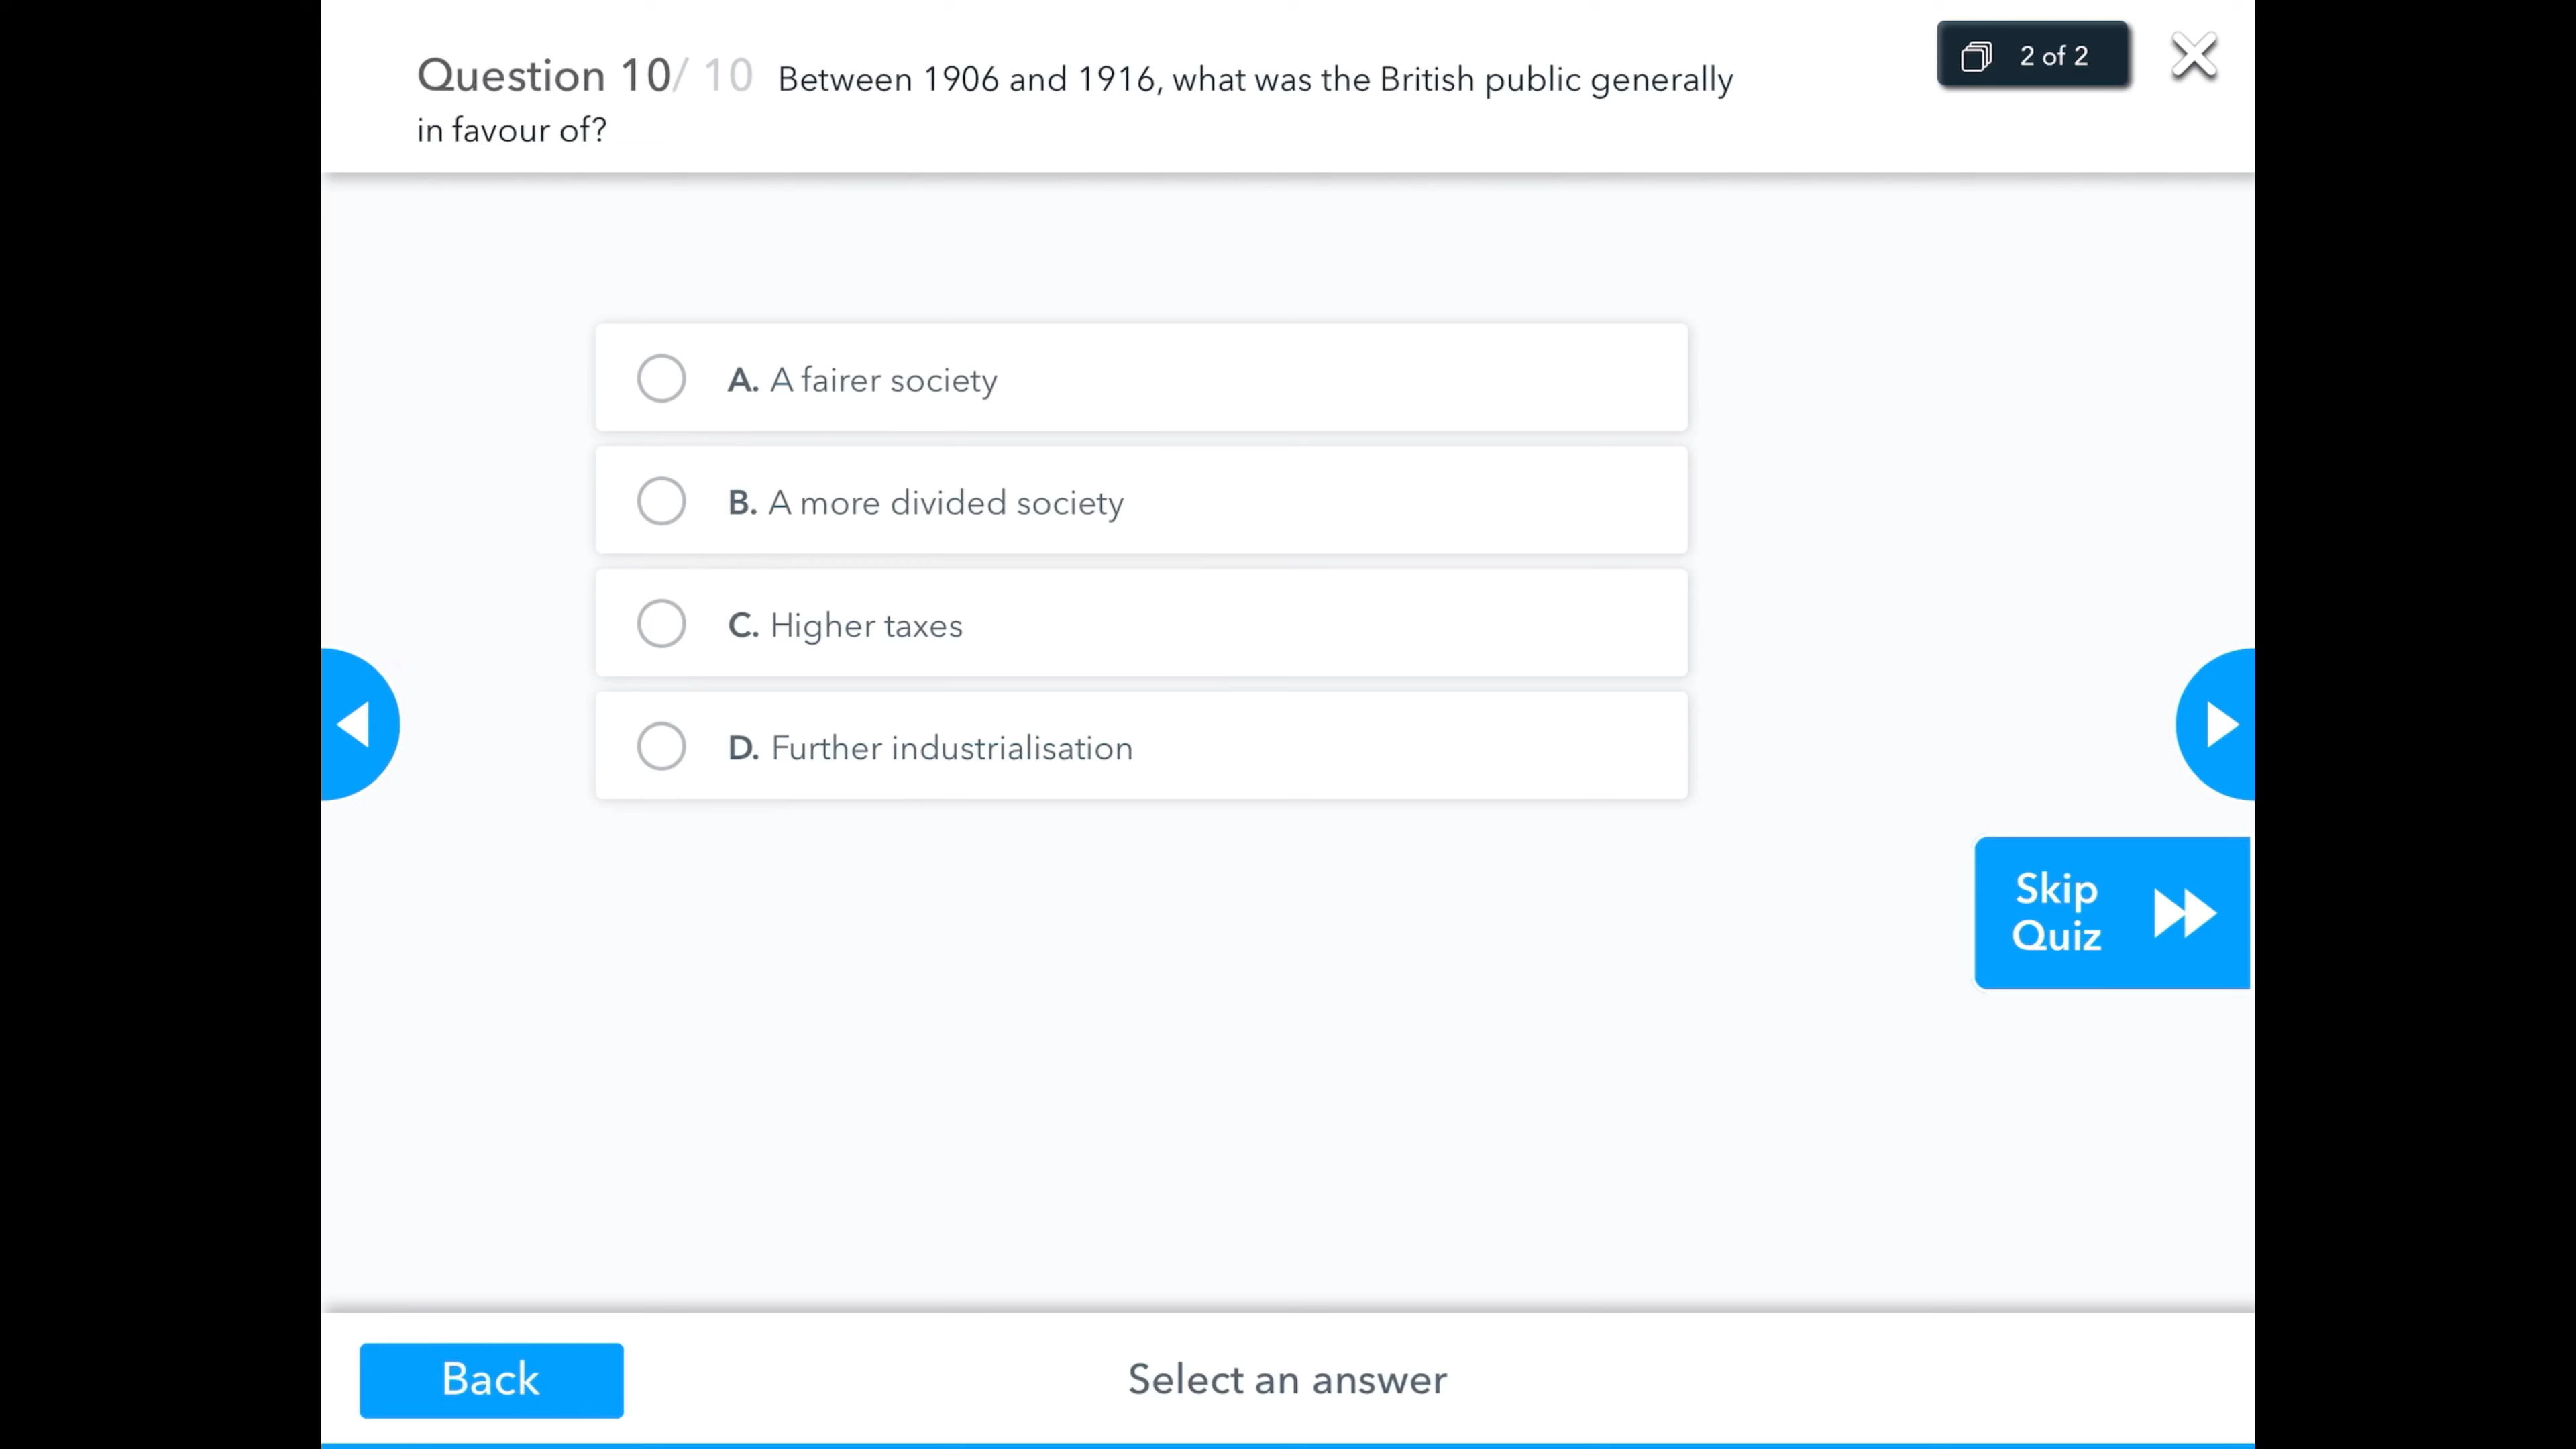 Question 10/ 10 Between 1906 and 1916, what was the British public generally
in favour of?
2 of 2
A. A fairer society
B. A more divided society
C. Higher taxes
D. Further industrialisation
Skip
Quiz
Back
Select an answer